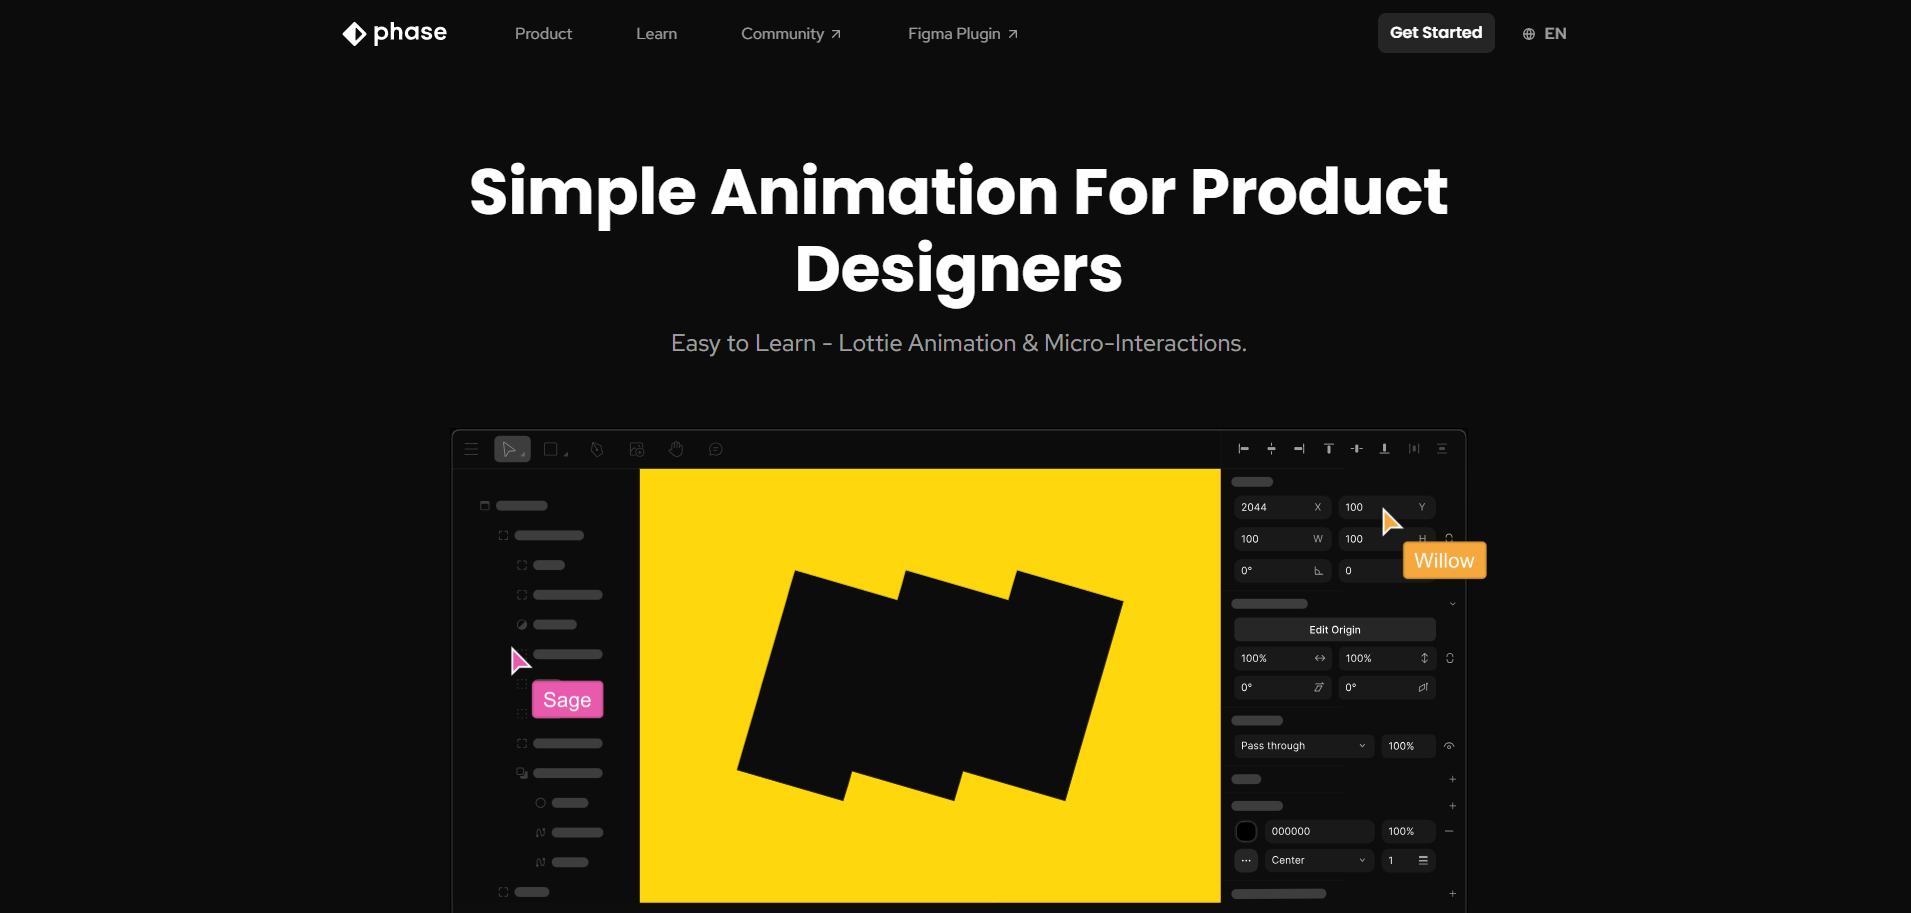 phase
Product
Learn
Community ↗
Figma Plugin ↗
Get Started
EN
Simple Animation For Product
Designers
Easy to Learn - Lottie Animation & Micro-Interactions.
2044 X 100 Y
100 W 100 H
0° 0
Willow
Edit Origin
100% 100%
0° 0°
Sage
Pass through 100%
000000 100%
Center 1